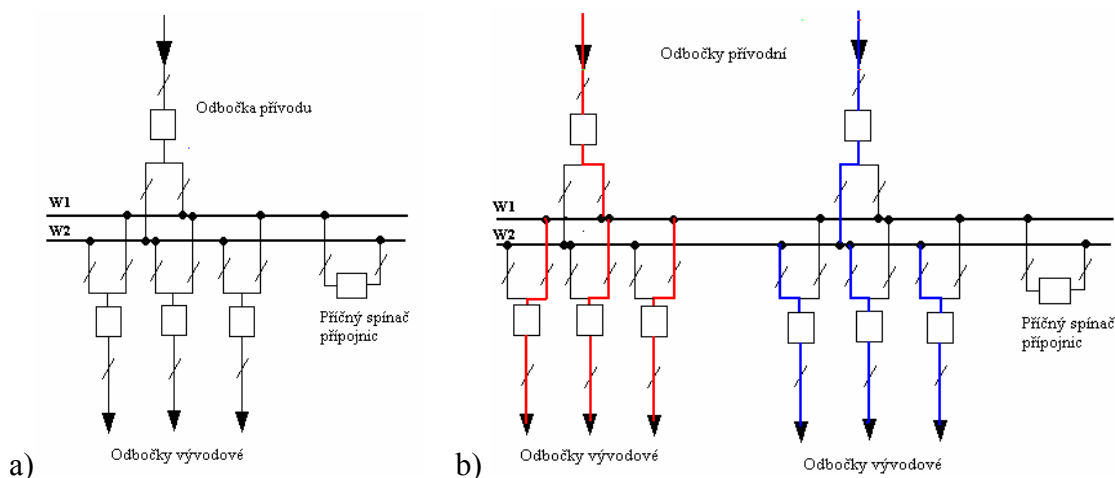 Odbočka přívodu
W1
W2
Příčný spínač
přípojnic
Odbočky vývodové
a)
Odbočky přívodní
W1
W2
Příčný spínač
přípojnic
Odbočky vývodové
Odbočky vývodové
b)